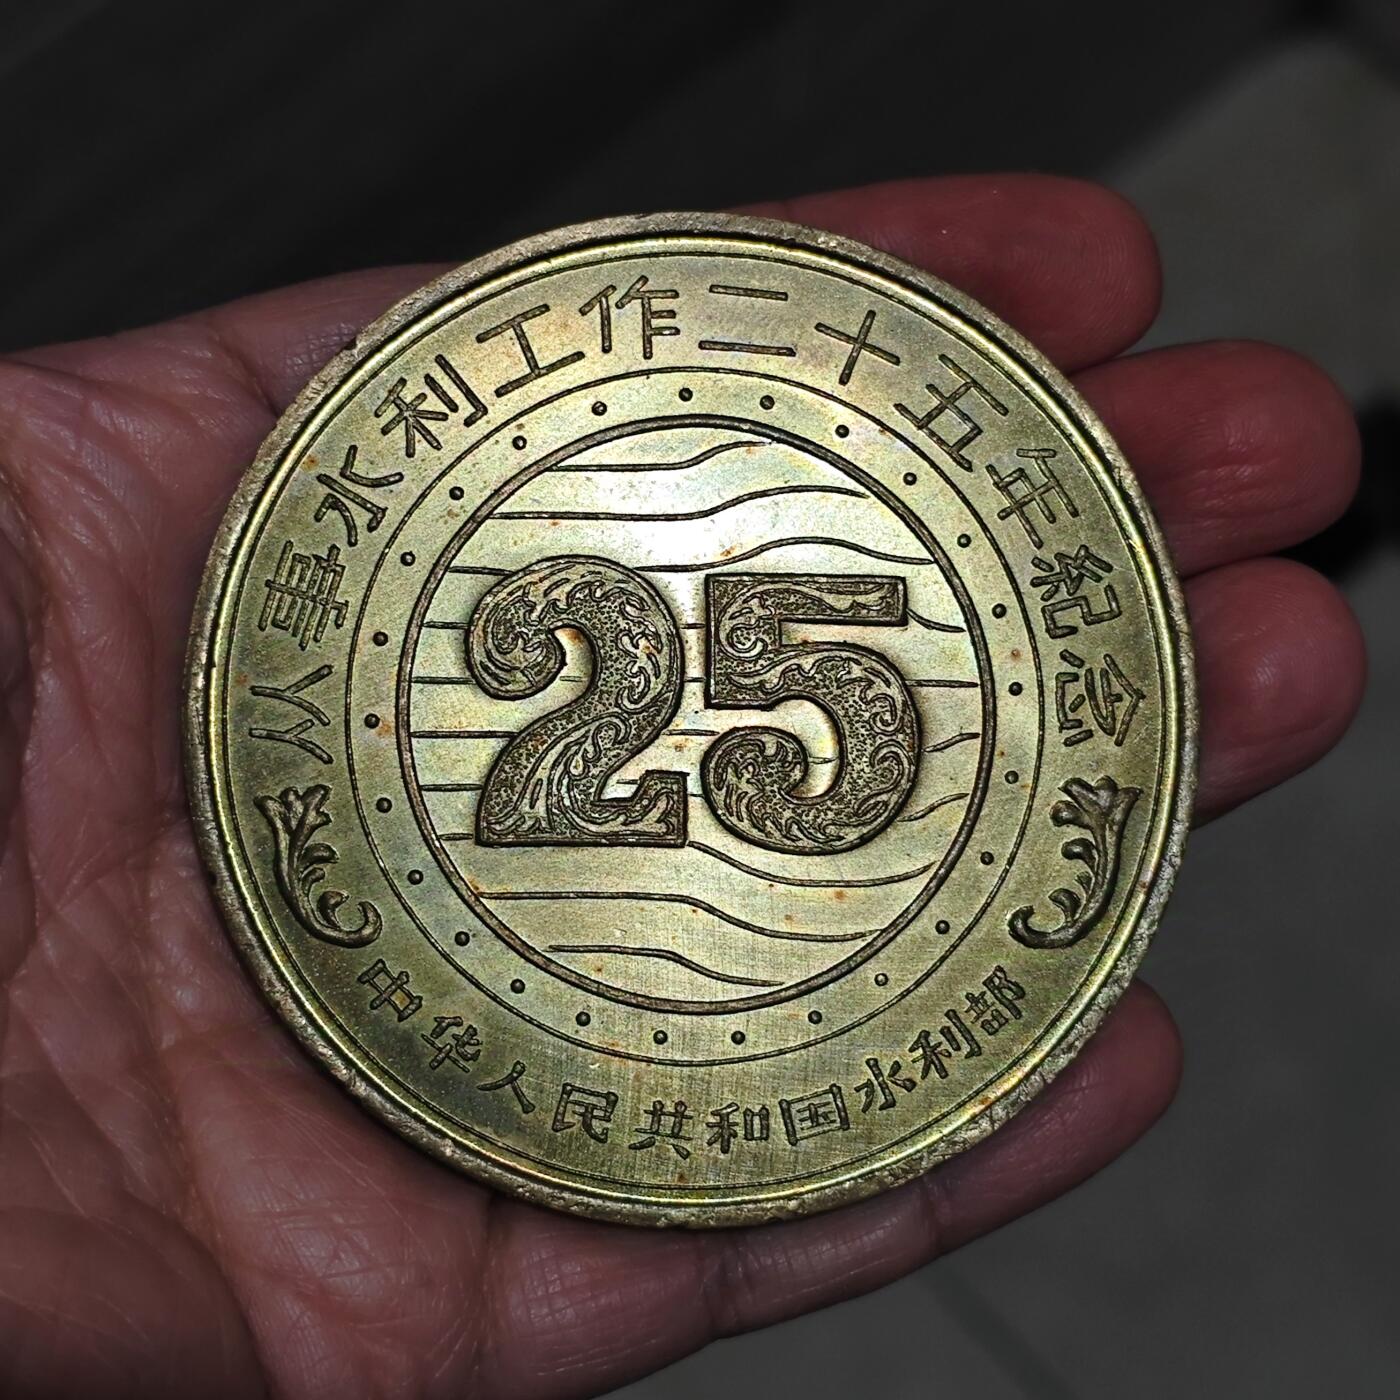 从事水利工作二十五年纪念
25
中华人民共和国水利部